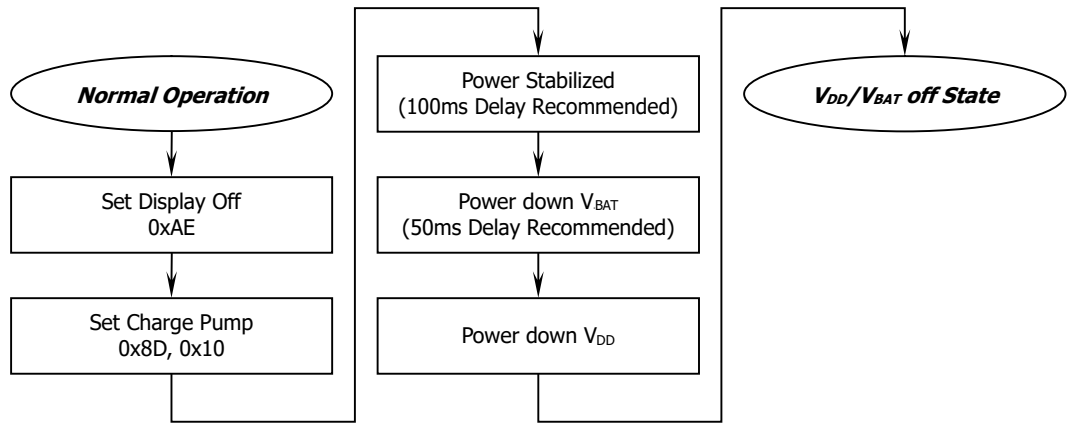 Normal Operation
Set Display Off
0xAE
Set Charge Pump
0x8D, 0x10
Power Stabilized
(100ms Delay Recommended)
Power down VBAT
(50ms Delay Recommended)
Power down VDD
VDD/VBAT off State